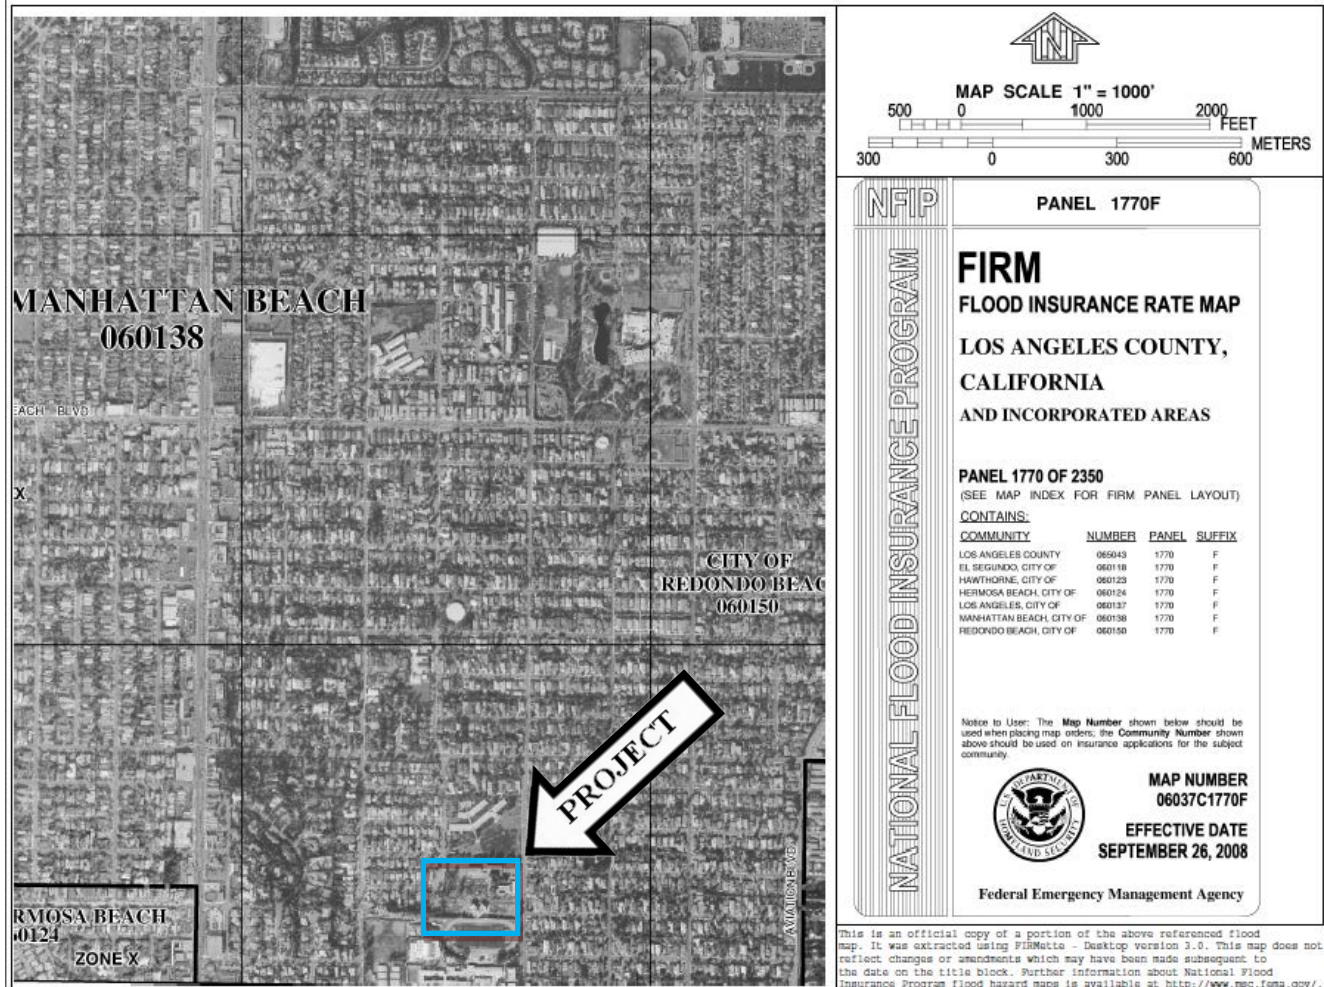 MANHATTAN BEACH
060138
EACH BLVD
X
CITY OF
REDONDO BEAC
060150
PROJECT
AVIATION BLVD
RMOSA BEACH
60124
ZONE X
N
MAP SCALE 1" = 1000'
500 0 1000 2000
FEET
METERS
300 0 300 600
NFIP
PANEL 1770F
NATIONAL FLOOD INSURANCE PROGRAM
FIRM
FLOOD INSURANCE RATE MAP
LOS ANGELES COUNTY,
CALIFORNIA
AND INCORPORATED AREAS
PANEL 1770 OF 2350
(SEE MAP INDEX FOR FIRM PANEL LAYOUT)
CONTAINS:
COMMUNITY NUMBER PANEL SUFFIX
LOS ANGELES COUNTY 065043 1770 F
EL SEGUNDO, CITY OF 060118 1770 F
HAWTHORNE, CITY OF 060123 1770 F
HERMOSA BEACH, CITY OF 060124 1770 F
LOS ANGELES, CITY OF 060137 1770 F
MANHATTAN BEACH, CITY OF 060138 1770 F
REDONDO BEACH, CITY OF 060150 1770 F
Notice to User: The Map Number shown below should be
used when placing map orders; the Community Number shown
above should be used on insurance applications for the subject
community.
U.S. DEPARTMENT OF
HOMELAND SECURITY
MAP NUMBER
06037C1770F
EFFECTIVE DATE
SEPTEMBER 26, 2008
Federal Emergency Management Agency
This is an official copy of a portion of the above referenced flood
map. It was extracted using FIRMette - Desktop version 3.0. This map does not
reflect changes or amendments which may have been made subsequent to
the date on the title block. Further information about National Flood
Insurance Program flood hazard maps is available at http://www.msc.fema.gov/.